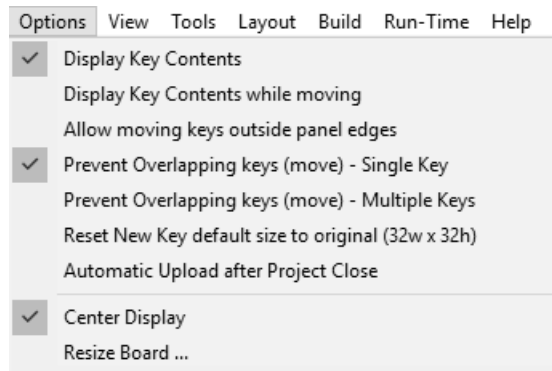 Options View Tools Layout Build Run-Time Help
Display Key Contents
Display Key Contents while moving
Allow moving keys outside panel edges
Prevent Overlapping keys (move) - Single Key
Prevent Overlapping keys (move) - Multiple Keys
Reset New Key default size to original (32w x 32h)
Automatic Upload after Project Close
Center Display
Resize Board ...